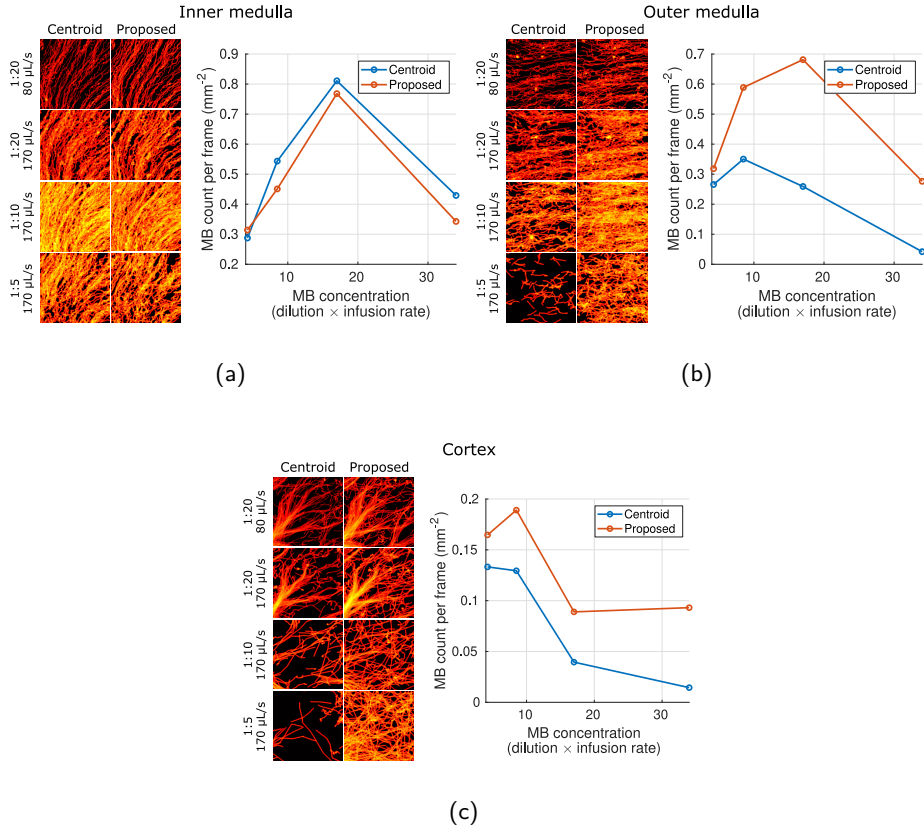 Inner medulla
Centroid Proposed
1:20
80 µL/s
1:20
170 µL/s
1:10
170 µL/s
1:5
170 µL/s
MB count per frame (mm⁻²)
0.9
0.8
0.7
0.6
0.5
0.4
0.3
0.2
10 20 30
Centroid
Proposed
MB concentration
(dilution × infusion rate)
(a)
Outer medulla
Centroid Proposed
1:20
80 µL/s
1:20
170 µL/s
1:10
170 µL/s
1:5
170 µL/s
MB count per frame (mm⁻²)
0.7
0.6
0.5
0.4
0.3
0.2
0.1
0
10 20 30
Centroid
Proposed
MB concentration
(dilution × infusion rate)
(b)
Cortex
Centroid Proposed
1:20
80 µL/s
1:20
170 µL/s
1:10
170 µL/s
1:5
170 µL/s
MB count per frame (mm⁻²)
0.2
0.15
0.1
0.05
0
10 20 30
Centroid
Proposed
MB concentration
(dilution × infusion rate)
(c)